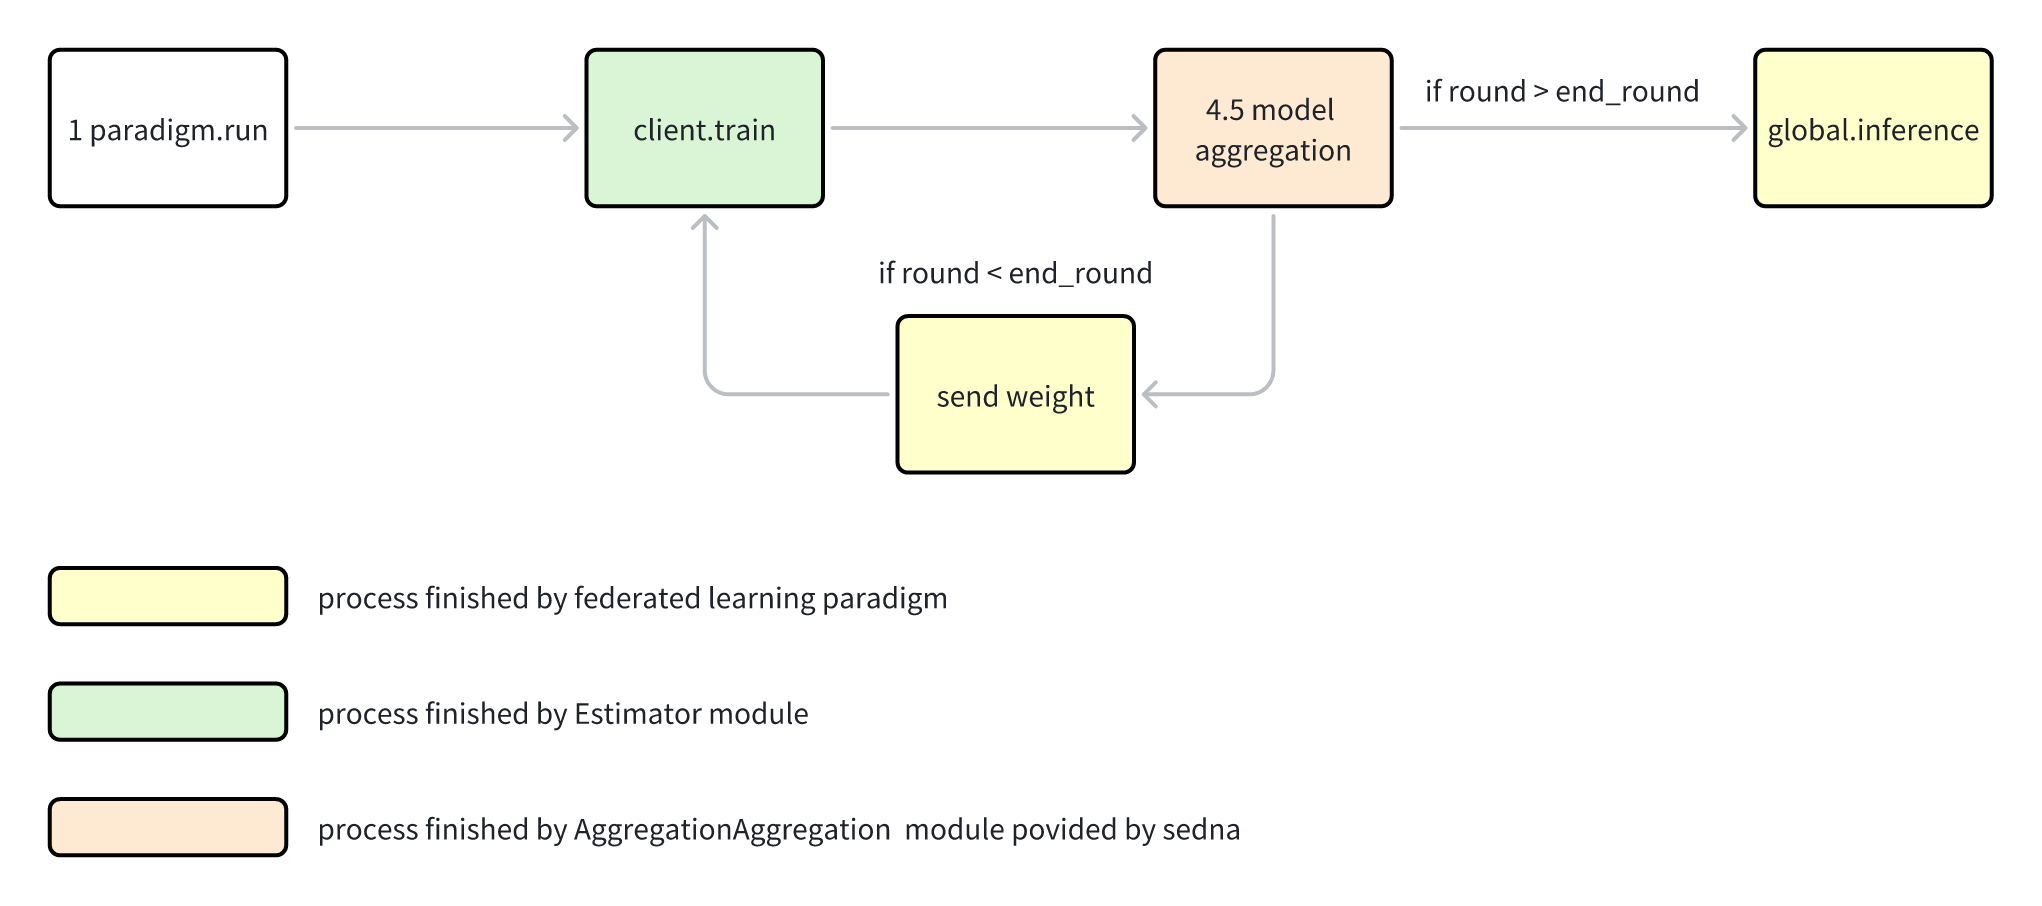 1 paradigm.run
client.train
4.5 model
aggregation
if round > end_round
global.inference
if round < end_round
send weight
process finished by federated learning paradigm
process finished by Estimator module
process finished by AggregationAggregation  module povided by sedna